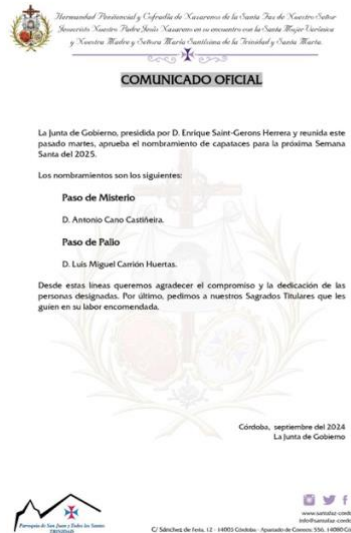 Hermandad Penitencial y Cofradía de Nazarenos de la Santa Faz de Nuestro Señor
Jesucristo Nuestro Padre Jesús Nazareno en su encuentro con la Santa Mujer Verónica
y Nuestra Madre y Señora María Santísima de la Trinidad y Santa Marta.
COMUNICADO OFICIAL
La Junta de Gobierno, presidida por D. Enrique Saint-Gerons Herrera y reunida este
pasado martes, aprueba el nombramiento de capataces para la próxima Semana
Santa del 2025.
Los nombramientos son los siguientes:
Paso de Misterio
D. Antonio Cano Castiñeira.
Paso de Palio
D. Luis Miguel Carrión Huertas.
Desde estas líneas queremos agradecer el compromiso y la dedicación de las
personas designadas. Por último, pedimos a nuestros Sagrados Titulares que les
guíen en su labor encomendada.
Córdoba, septiembre del 2024
La Junta de Gobierno
Parroquia de San Juan y Todos los Santos
TRINIDAD
C/ Sánchez de Feria, 12 - 14003 Córdoba - Apartado de Correos: 556, 14080